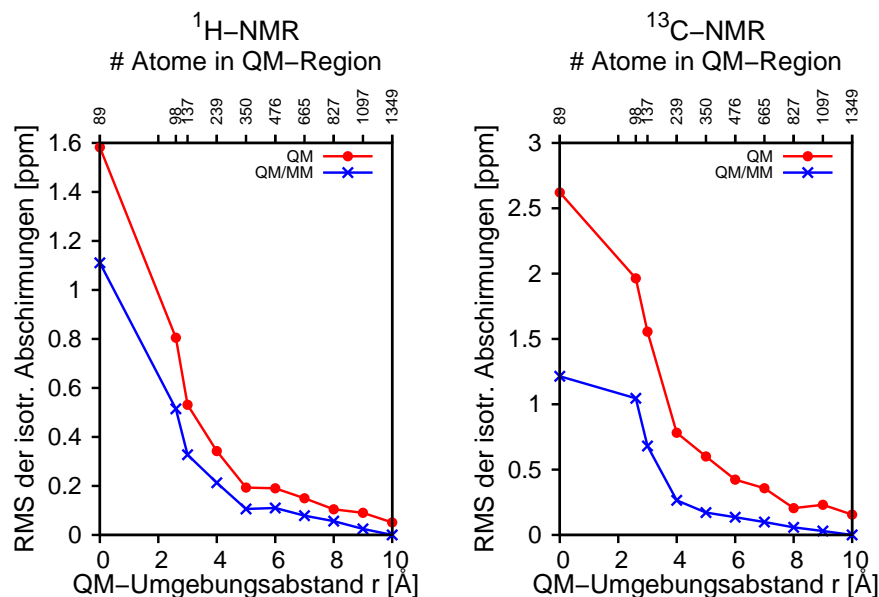 ¹H–NMR
# Atome in QM–Region
89 98 137 239 350 476 665 827 1097 1349
RMS der isotr. Abschirmungen [ppm]
1.6
1.4
1.2
1
0.8
0.6
0.4
0.2
0
QM
QM/MM
0 2 4 6 8 10
QM–Umgebungsabstand r [Å]
¹³C–NMR
# Atome in QM–Region
89 98 137 239 350 476 665 827 1097 1349
RMS der isotr. Abschirmungen [ppm]
3
2.5
2
1.5
1
0.5
0
QM
QM/MM
0 2 4 6 8 10
QM–Umgebungsabstand r [Å]